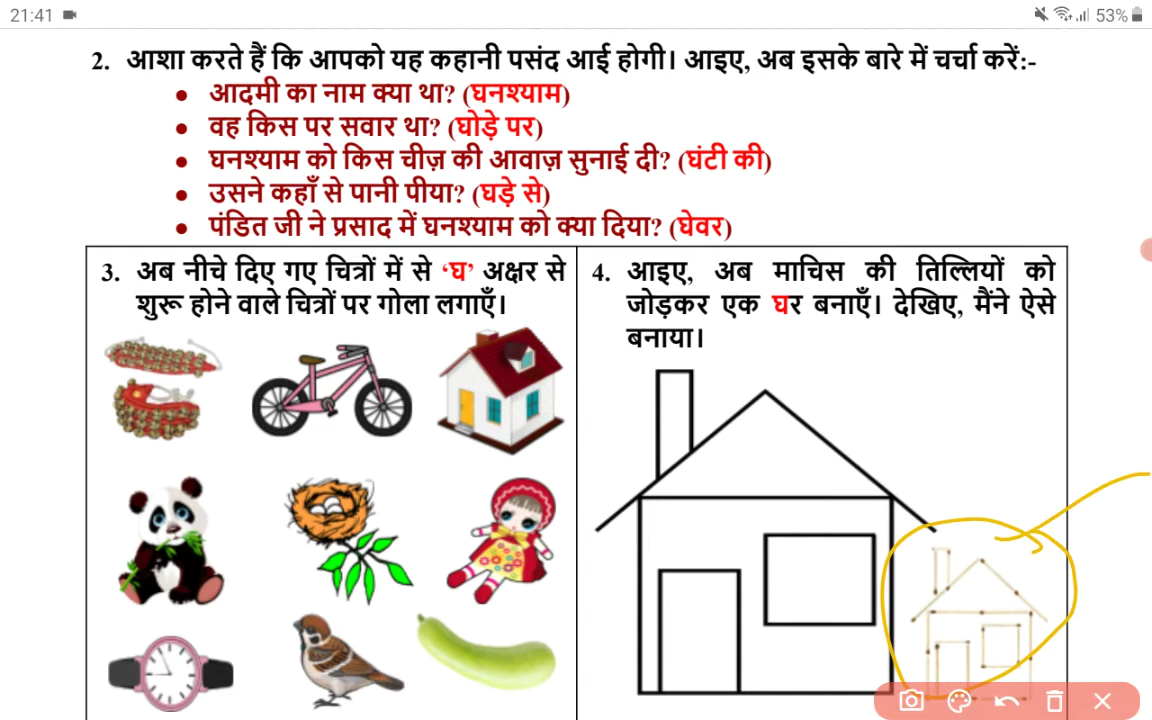 21:41
53%
2. आशा करते हैं कि आपको यह कहानी पसंद आई होगी। आइए, अब इसके बारे में चर्चा करें:-
• आदमी का नाम क्या था? (घनश्याम)
• वह किस पर सवार था? (घोड़े पर)
• घनश्याम को किस चीज़ की आवाज़ सुनाई दी? (घंटी की)
• उसने कहाँ से पानी पीया? (घड़े से)
• पंडित जी ने प्रसाद में घनश्याम को क्या दिया? (घेवर)
3. अब नीचे दिए गए चित्रों में से ‘घ’ अक्षर से
शुरू होने वाले चित्रों पर गोला लगाएँ।
4. आइए, अब माचिस की तिल्लियों को
जोड़कर एक घर बनाएँ। देखिए, मैंने ऐसे
बनाया।